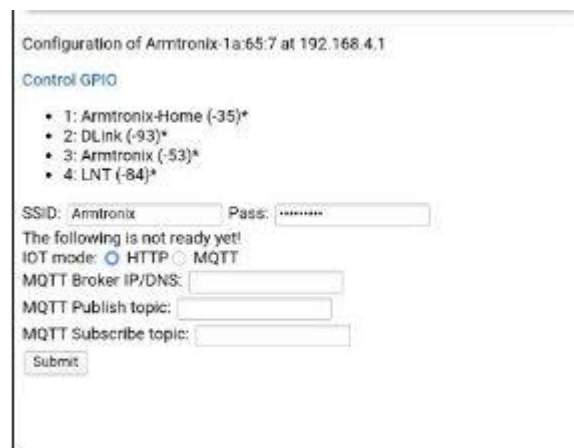 Configuration of Armtronix-1a:65:7 at 192.168.4.1
Control GPIO
• 1: Armtronix-Home (-35)*
• 2: DLink (-93)*
• 3: Armtronix (-53)*
• 4: LNT (-84)*
SSID: Armtronix Pass: •••••••••
The following is not ready yet!
IOT mode: HTTP MQTT
MQTT Broker IP/DNS:
MQTT Publish topic:
MQTT Subscribe topic:
Submit